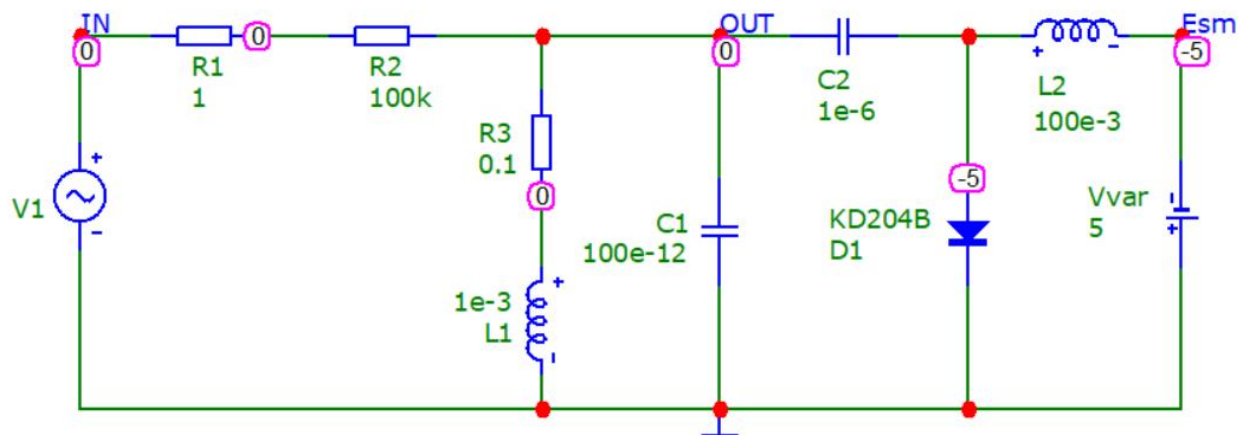 IN
0
R1
1
0
R2
100k
OUT
0
C2
1e-6
L2
100e-3
Esm
-5
R3
0.1
0
V1
1e-3
L1
C1
100e-12
-5
KD204B
D1
Vvar
5